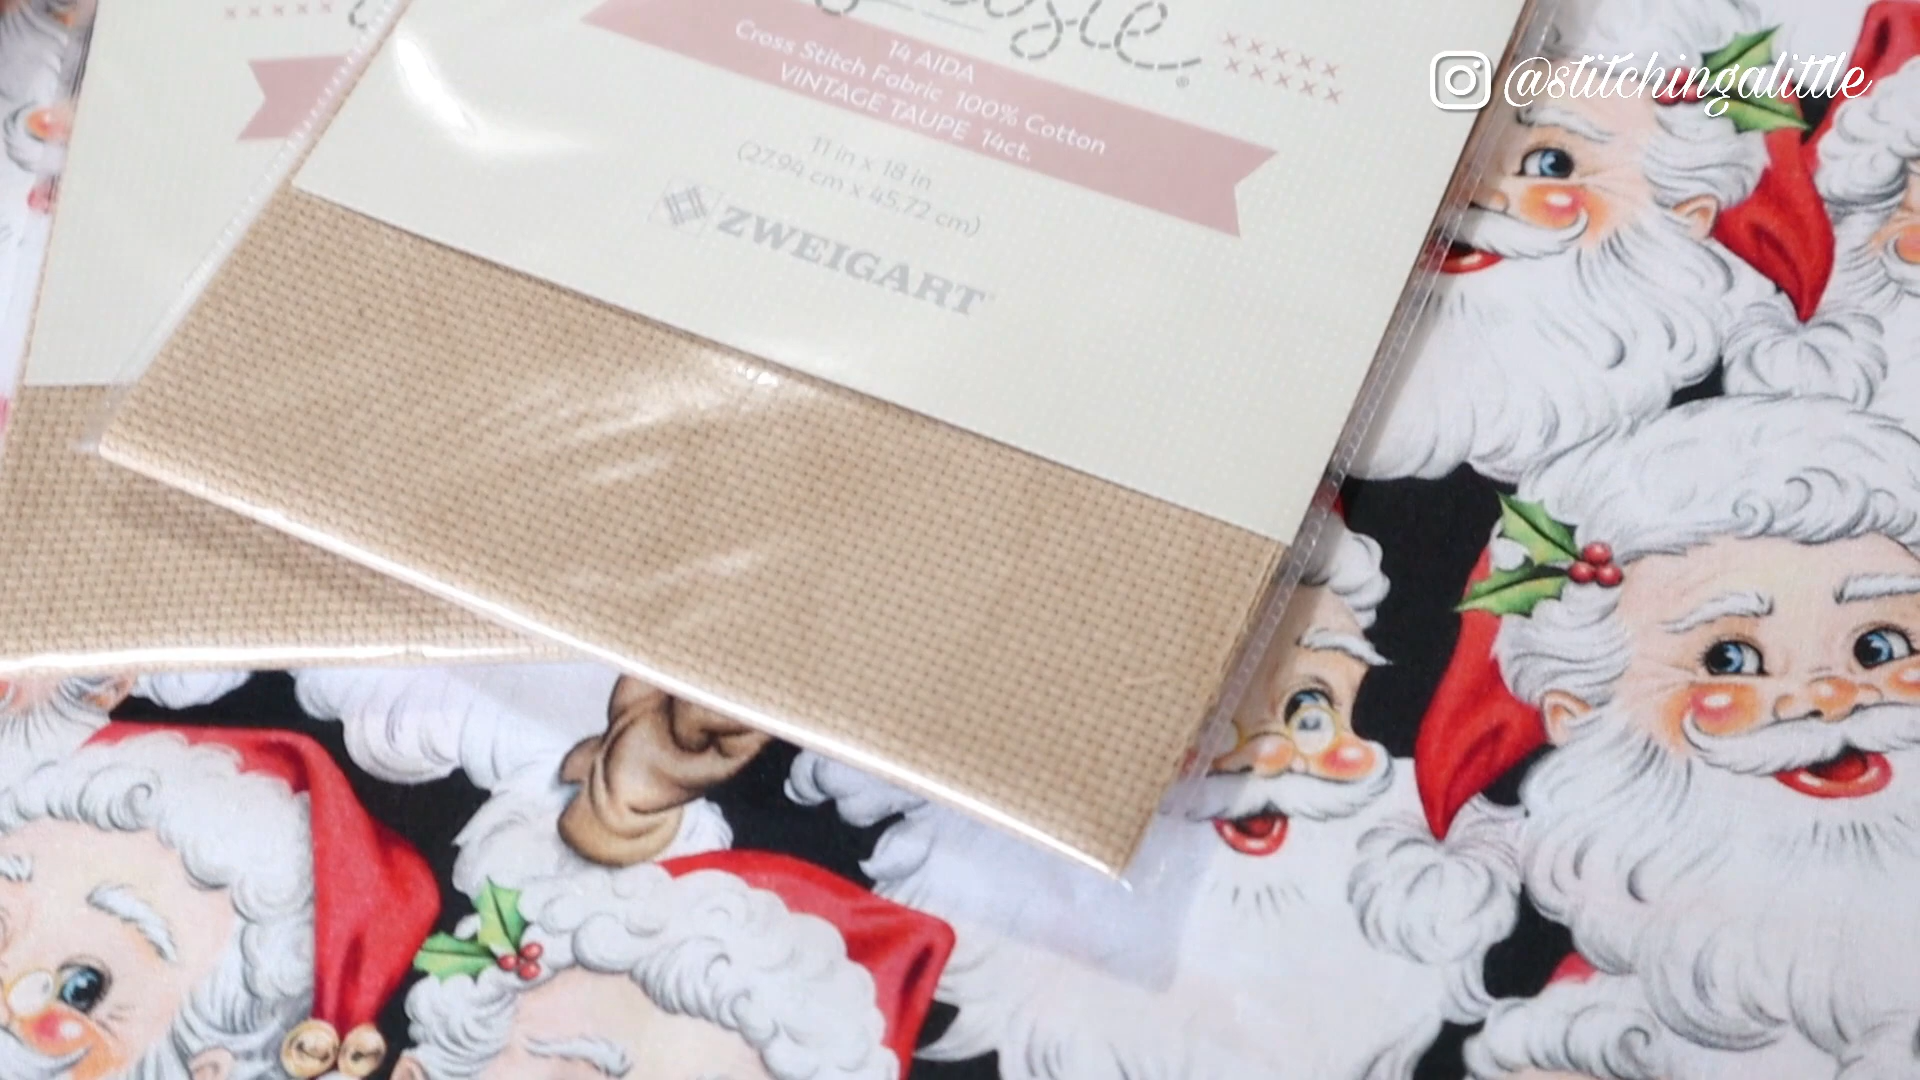 @stitchingalittle
14 AIDA
Cross Stitch Fabric 100% Cotton
VINTAGE TAUPE 14ct.
11 in x 18 in
(27.94 cm x 45.72 cm)
ZWEIGART